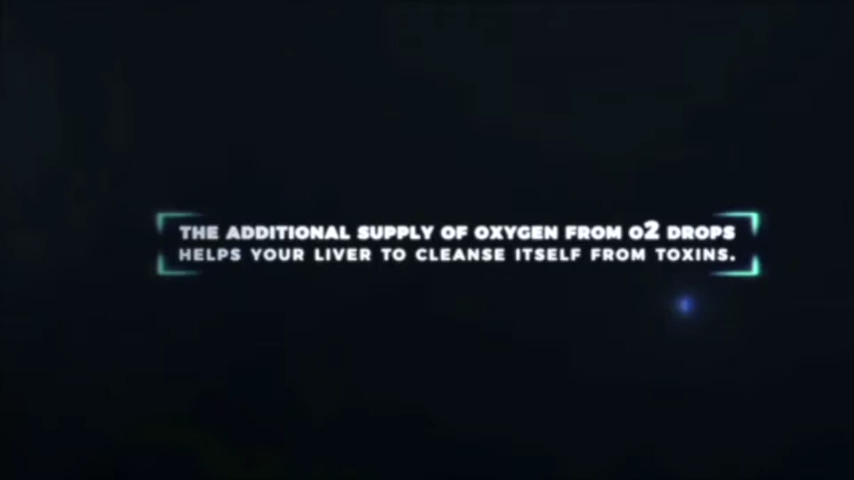 THE ADDITIONAL SUPPLY OF OXYGEN FROM O2 DROPS
HELPS YOUR LIVER TO CLEANSE ITSELF FROM TOXINS.